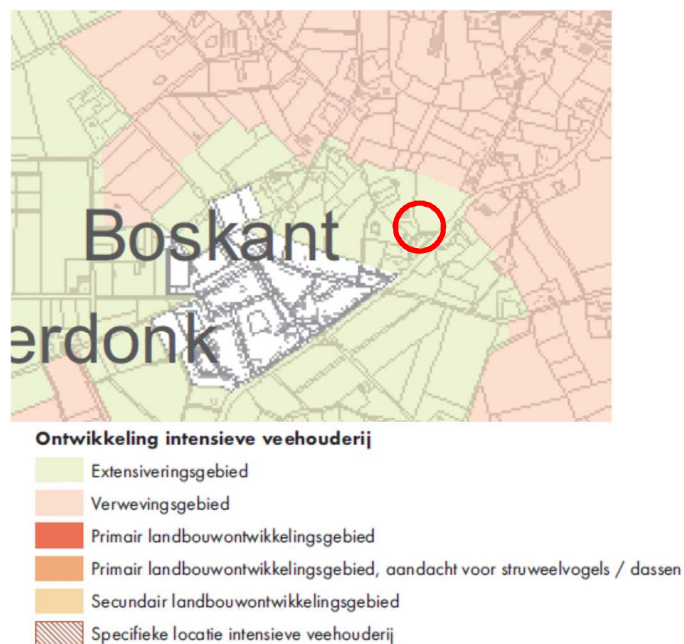 Boskant
erdonk
Ontwikkeling intensieve veehouderij
Extensiveringsgebied
Verwevingsgebied
Primair landbouwontwikkelingsgebied
Primair landbouwontwikkelingsgebied, aandacht voor struweelvogels / dassen
Secundair landbouwontwikkelingsgebied
Specifieke locatie intensieve veehouderij